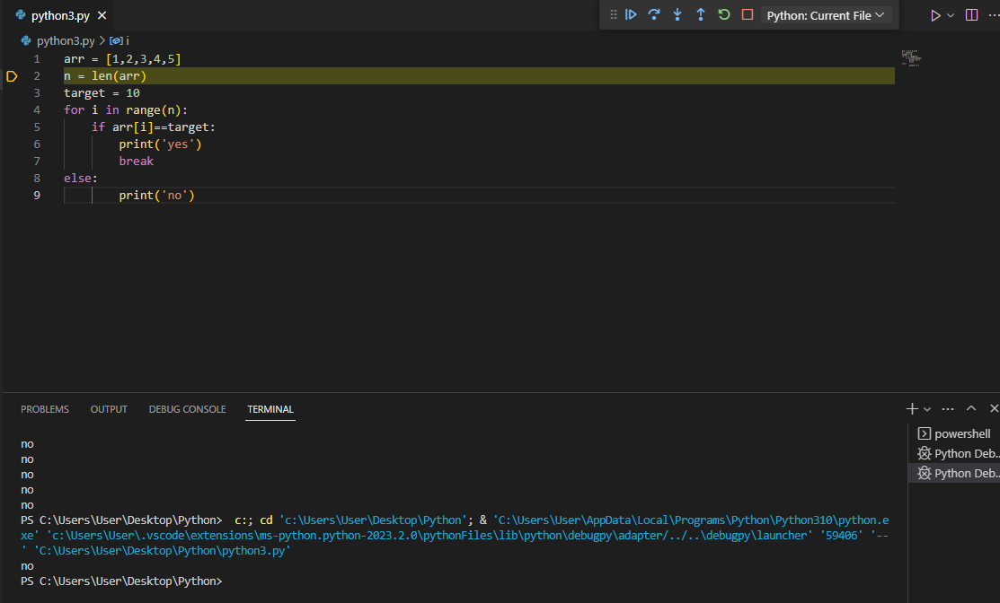 python3.py
Python: Current File
python3.py > i
1 arr = [1,2,3,4,5]
2 n = len(arr)
3 target = 10
4 for i in range(n):
5     if arr[i]==target:
6         print('yes')
7         break
8 else:
9         print('no')
PROBLEMS OUTPUT DEBUG CONSOLE TERMINAL
powershell
Python Deb...
Python Deb...
no
no
no
no
no
PS C:\Users\User\Desktop\Python>  c:; cd 'c:\Users\User\Desktop\Python'; & 'C:\Users\User\AppData\Local\Programs\Python\Python310\python.e
xe' 'c:\Users\User\.vscode\extensions\ms-python.python-2023.2.0\pythonFiles\lib\python\debugpy\adapter/../..\debugpy\launcher' '59406' '--
' 'C:\Users\User\Desktop\Python\python3.py'
no
PS C:\Users\User\Desktop\Python>